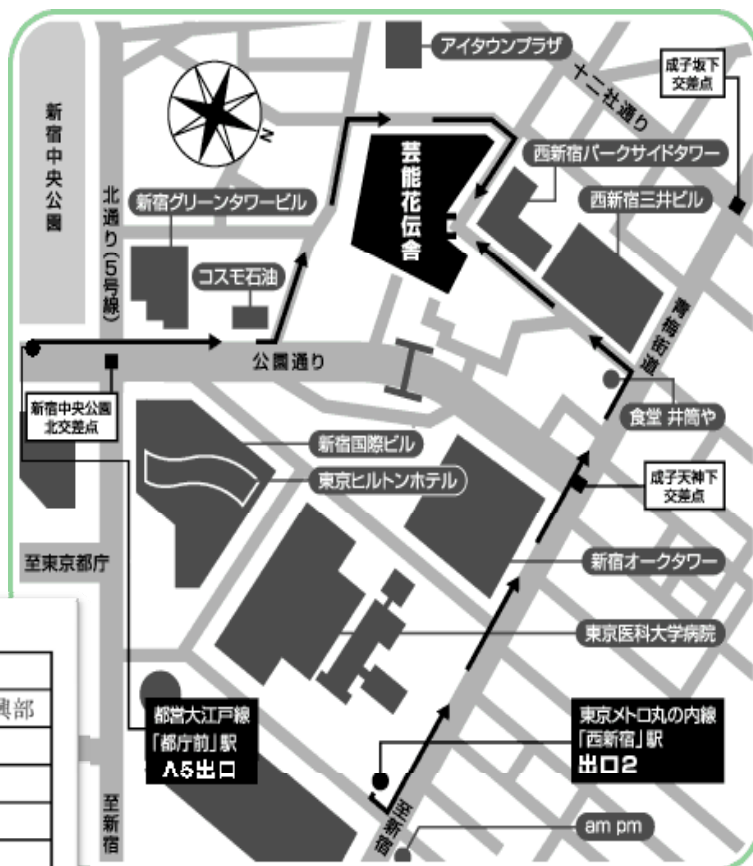 アイタウンプラザ
成子坂下
交差点
十二社通り
新宿中央公園
北通り(5号線)
N
芸能花伝舎
西新宿パークサイドタワー
西新宿三井ビル
新宿グリーンタワービル
コスモ石油
青梅街道
公園通り
新宿中央公園
北交差点
食堂 井筒や
新宿国際ビル
東京ヒルトンホテル
成子天神下
交差点
至東京都庁
新宿オークタワー
東京医科大学病院
興部
都営大江戸線
「都庁前」駅
A5出口
東京メトロ丸の内線
「西新宿」駅
出口2
至新宿
至新宿
am pm